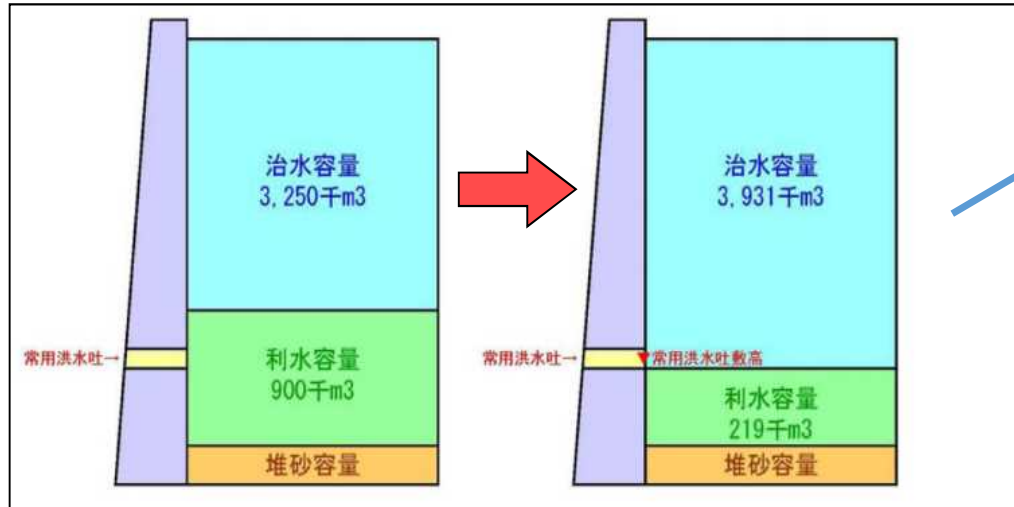 治水容量
3,250千m3
常用洪水吐→
利水容量
900千m3
堆砂容量
治水容量
3,931千m3
常用洪水吐→
▼常用洪水吐敷高
利水容量
219千m3
堆砂容量